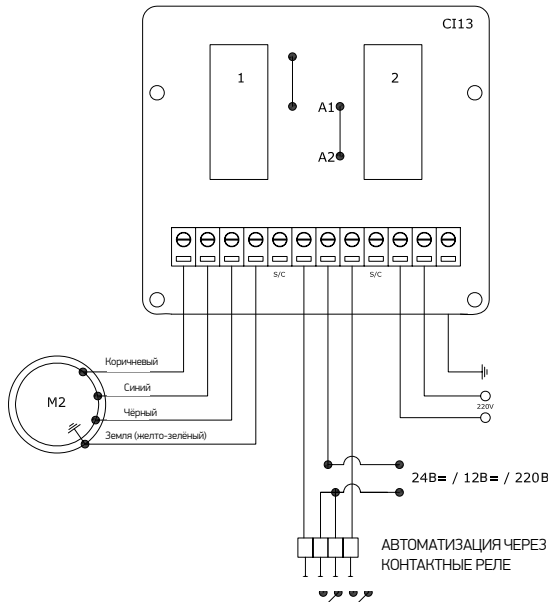 CI13
1
2
A1
A2
S/C
S/C
Коричневый
M2
Синий
Чёрный
220V
Земля (желто-зелёный)
24В= / 12В= / 220В
АВТОМАТИЗАЦИЯ ЧЕРЕЗ
КОНТАКТНЫЕ РЕЛЕ